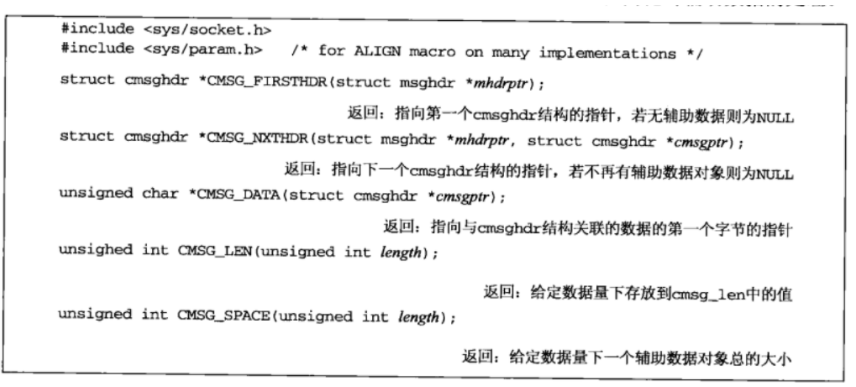 #include <sys/socket.h>
#include <sys/param.h> /* for ALIGN macro on many implementations */
struct cmsghdr *CMSG_FIRSTHDR(struct msghdr *mhdrptr);
返回：指向第一个cmsghdr结构的指针，若无辅助数据则为NULL
struct cmsghdr *CMSG_NXTHDR(struct msghdr *mhdrptr, struct cmsghdr *cmsgptr);
返回：指向下一个cmsghdr结构的指针，若不再有辅助数据对象则为NULL
unsigned char *CMSG_DATA(struct cmsghdr *cmsgptr);
返回：指向与cmsghdr结构关联的数据的第一个字节的指针
unsighed int CMSG_LEN(unsigned int length);
返回：给定数据量下存放到cmsg_len中的值
unsigned int CMSG_SPACE(unsigned int length);
返回：给定数据量下一个辅助数据对象总的大小